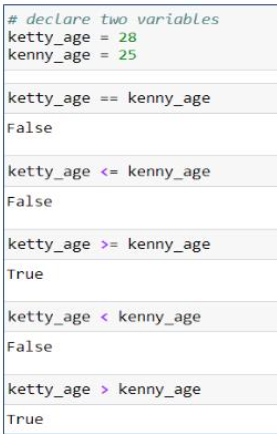 # declare two variables
ketty_age = 28
kenny_age = 25
ketty_age == kenny_age
False
ketty_age <= kenny_age
False
ketty_age >= kenny_age
True
ketty_age < kenny_age
False
ketty_age > kenny_age
True